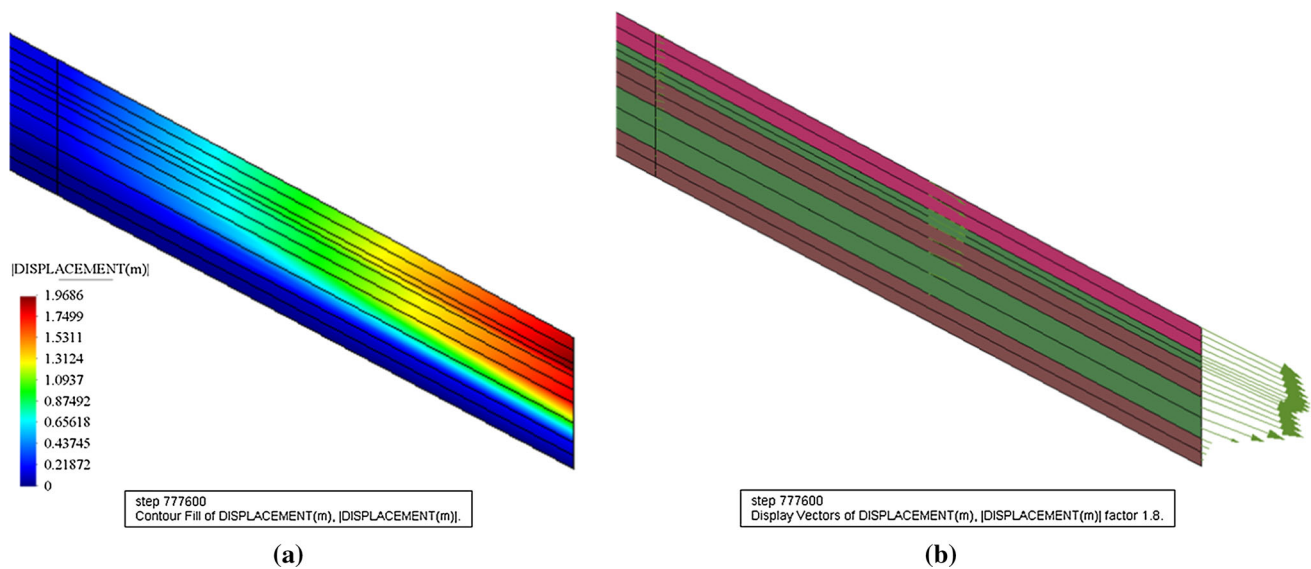 |DISPLACEMENT(m)|
1.9686
1.7499
1.5311
1.3124
1.0937
0.87492
0.65618
0.43745
0.21872
0
step 777600
Contour Fill of DISPLACEMENT(m), |DISPLACEMENT(m)|.
(a)
step 777600
Display Vectors of DISPLACEMENT(m), |DISPLACEMENT(m)| factor 1.8.
(b)